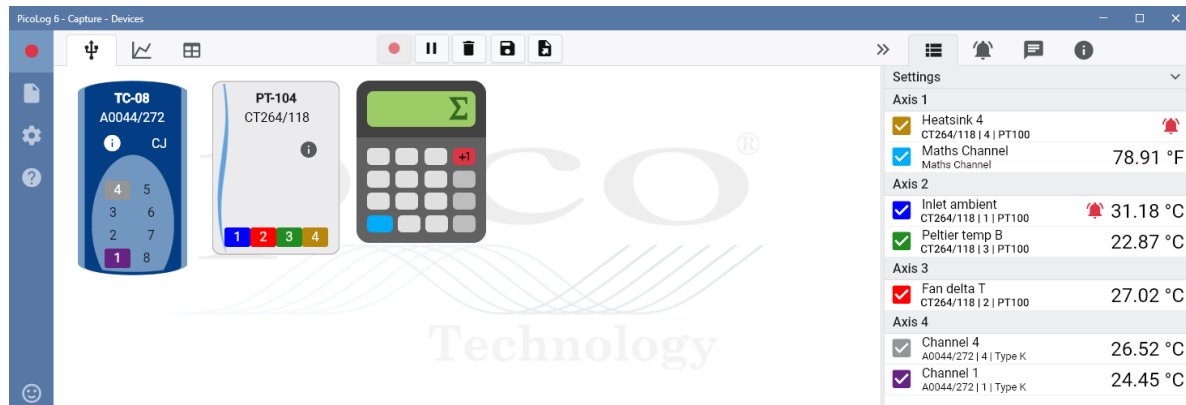 PicoLog 6 - Capture - Devices
TC-08
A0044/272
i CJ
4 5
3 6
2 7
1 8
PT-104
CT264/118
i
1 2 3 4
Σ
+1
PICO
®
Technology
Settings
Axis 1
Heatsink 4
CT264/118 | 4 | PT100
Maths Channel 78.91 °F
Maths Channel
Axis 2
Inlet ambient 31.18 °C
CT264/118 | 1 | PT100
Peltier temp B 22.87 °C
CT264/118 | 3 | PT100
Axis 3
Fan delta T 27.02 °C
CT264/118 | 2 | PT100
Axis 4
Channel 4 26.52 °C
A0044/272 | 4 | Type K
Channel 1 24.45 °C
A0044/272 | 1 | Type K